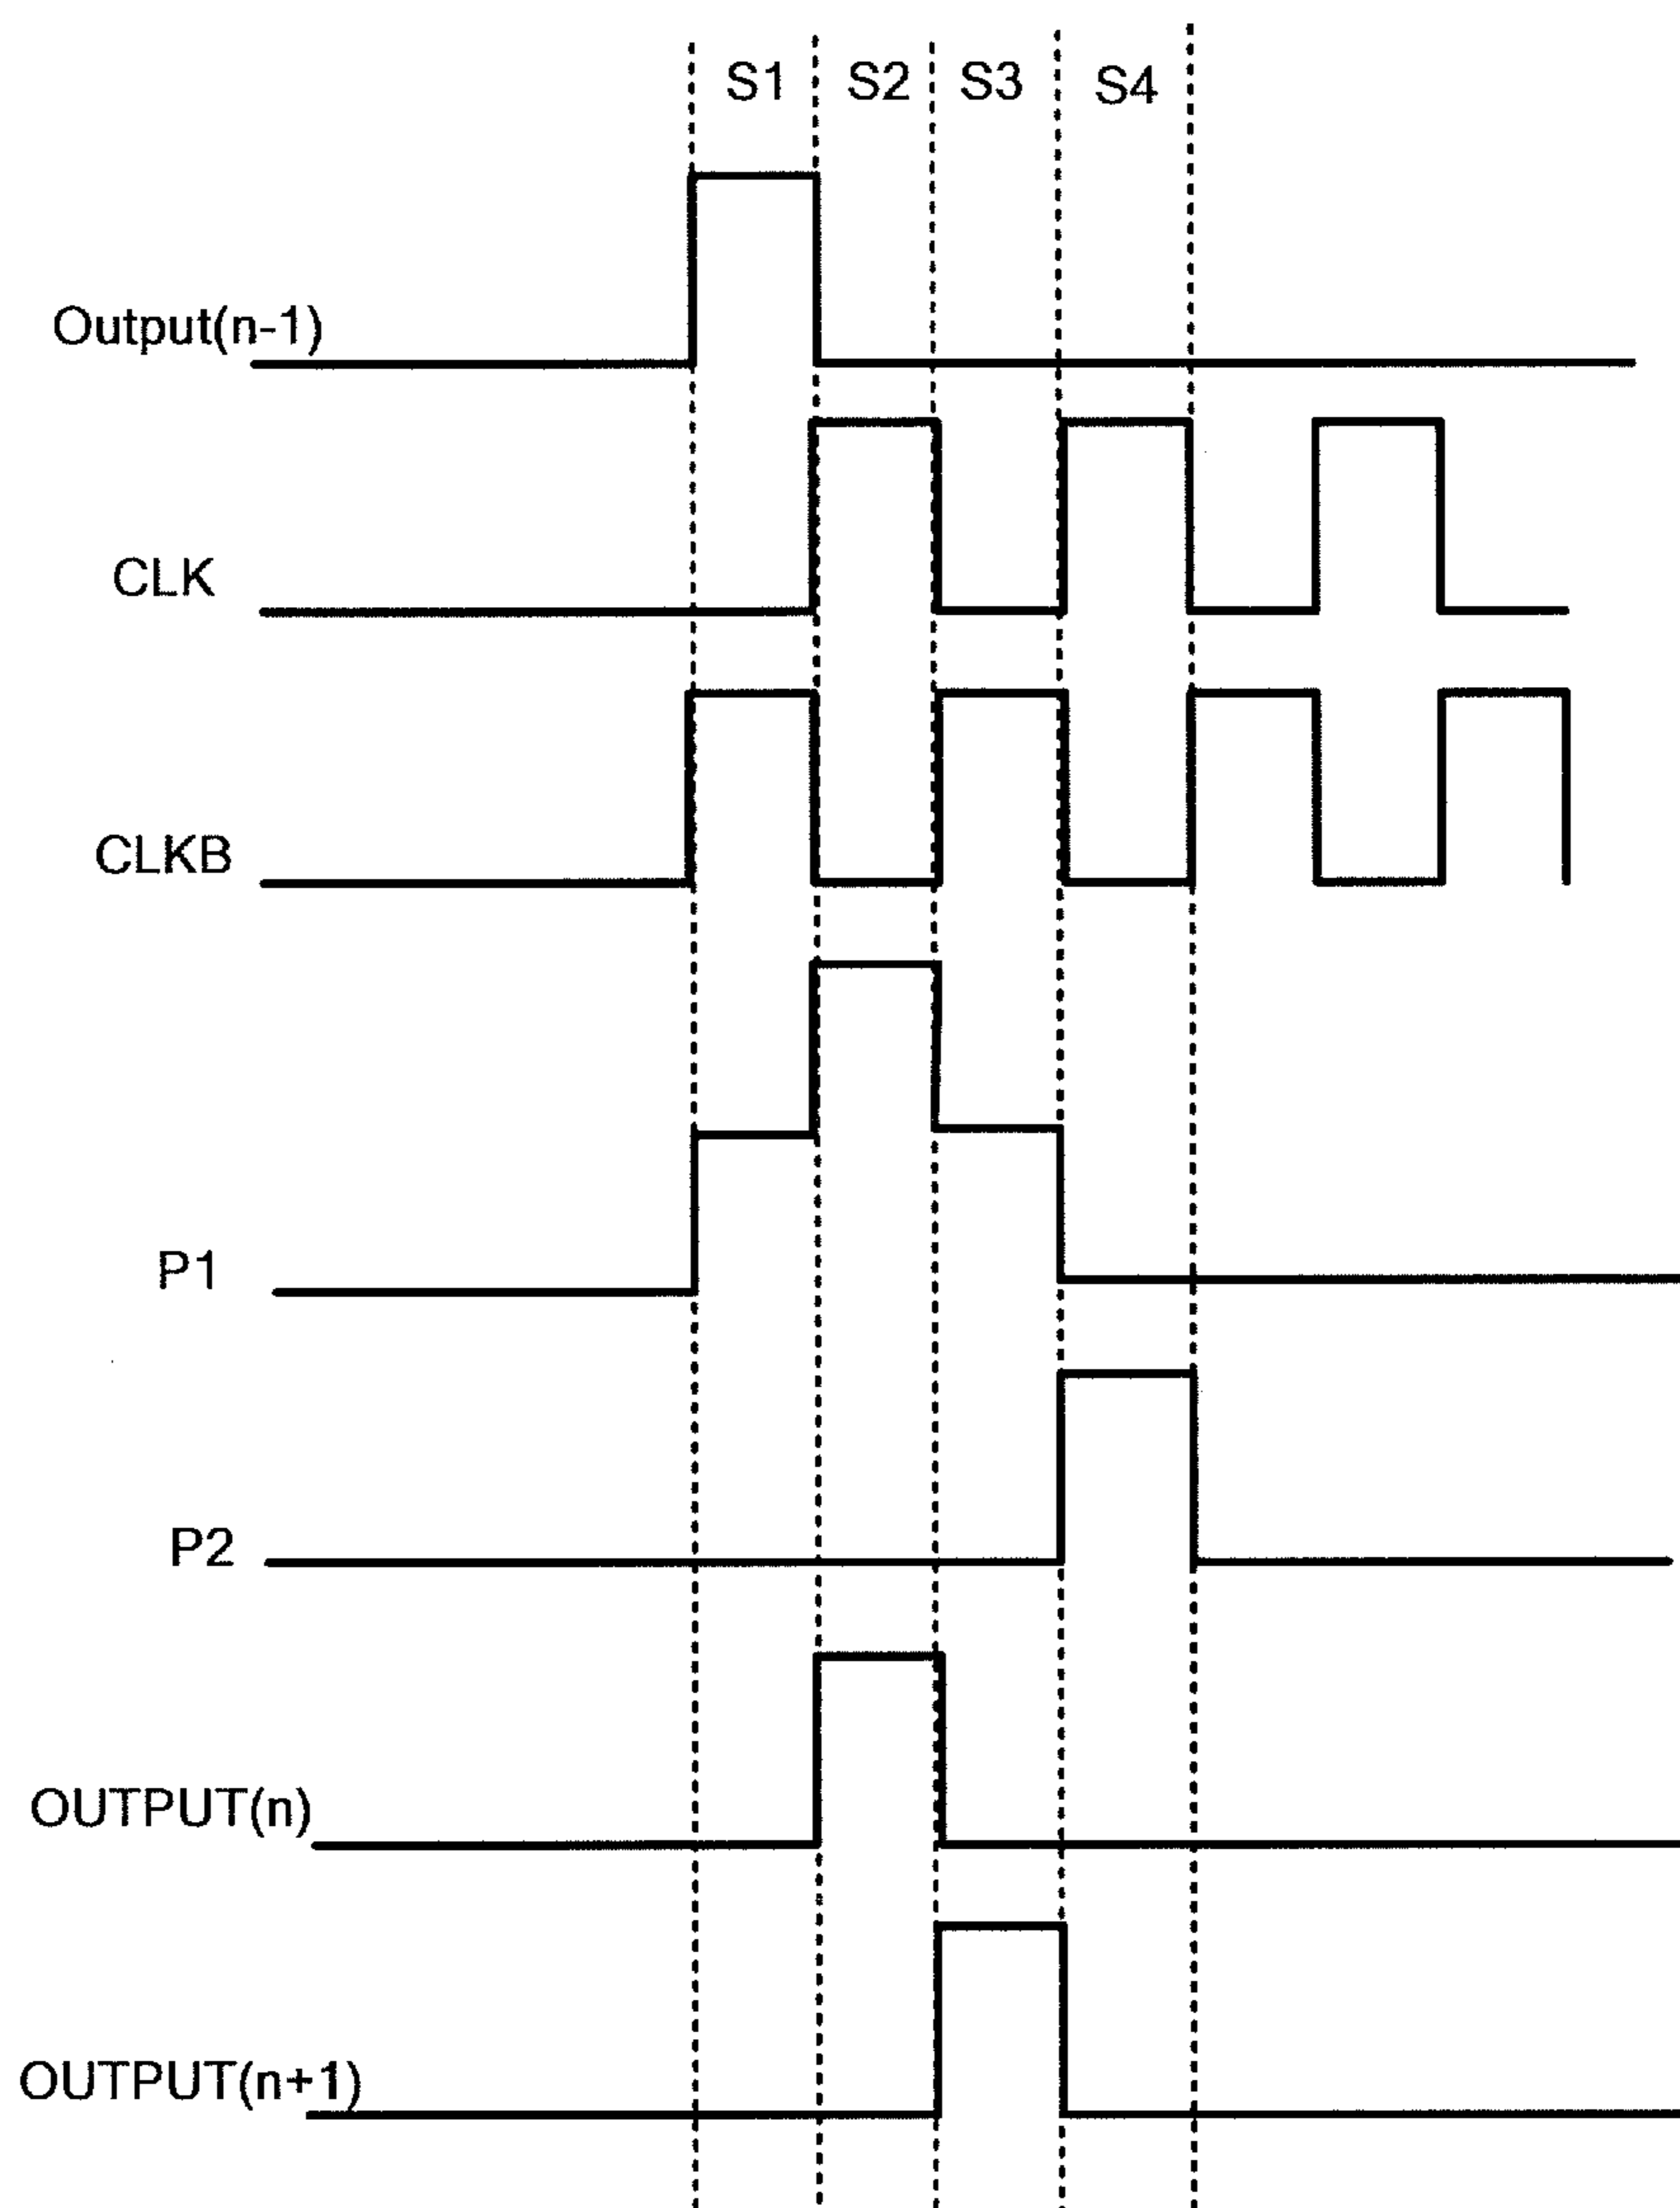 S1 S2 S3 S4
Output(n-1)
CLK
CLKB
P1
P2
OUTPUT(n)
OUTPUT(n+1)